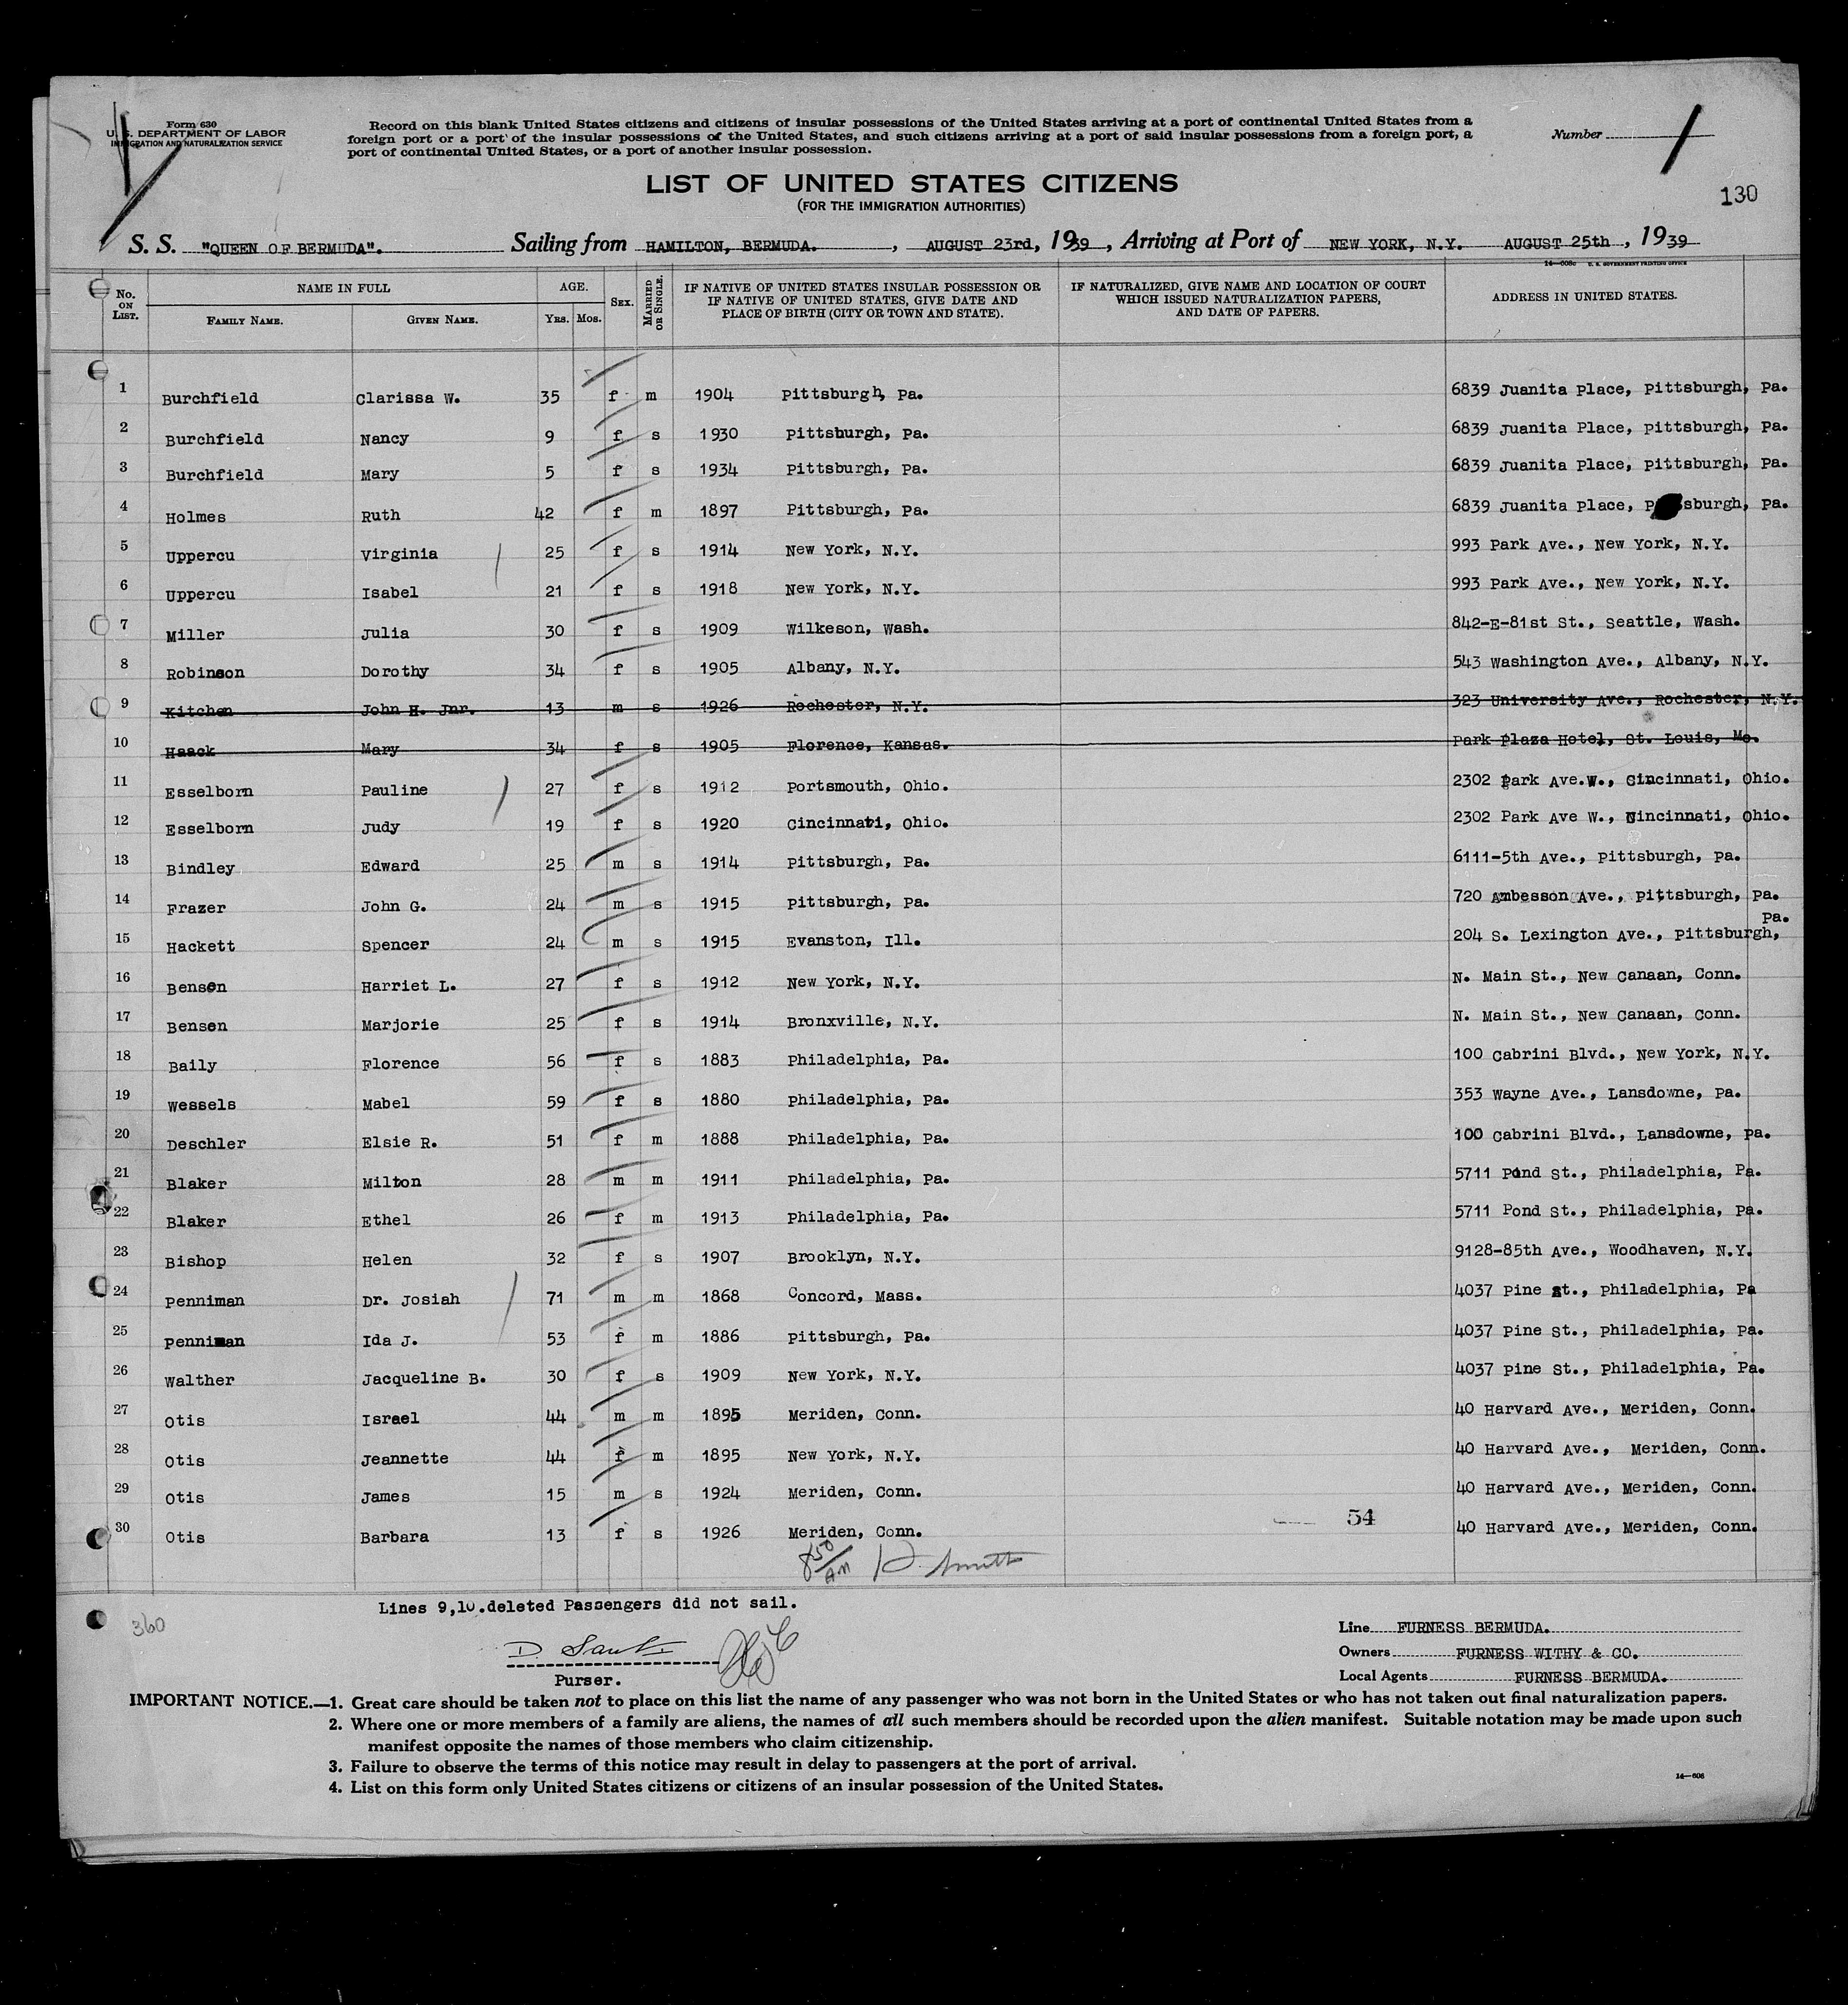 Form 630
U. S. DEPARTMENT OF LABOR
IMMIGRATION AND NATURALIZATION SERVICE
Record on this blank United States citizens and citizens of insular possessions of the United States arriving at a port of continental United States from a
foreign port or a port of the insular possessions of the United States, and such citizens arriving at a port of said insular possessions from a foreign port, a
port of continental United States, or a port of another insular possession.
Number
1
LIST OF UNITED STATES CITIZENS
(FOR THE IMMIGRATION AUTHORITIES)
130
S. S. "QUEEN OF BERMUDA". Sailing from HAMILTON, BERMUDA. , AUGUST 23rd, 1939, Arriving at Port of NEW YORK, N.Y. AUGUST 25th , 1939
14—608c U. S. GOVERNMENT PRINTING OFFICE
No. ON LIST. NAME IN FULL FAMILY NAME. GIVEN NAME. AGE. YRS. MOS. SEX. MARRIED OR SINGLE. IF NATIVE OF UNITED STATES INSULAR POSSESSION OR IF NATIVE OF UNITED STATES, GIVE DATE AND PLACE OF BIRTH (CITY OR TOWN AND STATE). IF NATURALIZED, GIVE NAME AND LOCATION OF COURT WHICH ISSUED NATURALIZATION PAPERS, AND DATE OF PAPERS. ADDRESS IN UNITED STATES.
1 Burchfield Clarissa W. 35 f m 1904 Pittsburgh, Pa. 6839 Juanita Place, Pittsburgh, Pa.
2 Burchfield Nancy 9 f s 1930 Pittsburgh, Pa. 6839 Juanita Place, Pittsburgh, Pa.
3 Burchfield Mary 5 f s 1934 Pittsburgh, Pa. 6839 Juanita Place, Pittsburgh, Pa.
4 Holmes Ruth 42 f m 1897 Pittsburgh, Pa. 6839 Juanita Place, P sburgh, Pa.
5 Uppercu Virginia 25 f s 1914 New York, N.Y. 993 Park Ave., New York, N.Y.
6 Uppercu Isabel 21 f s 1918 New York, N.Y. 993 Park Ave., New York, N.Y.
7 Miller Julia 30 f s 1909 Wilkeson, Wash. 842-E-81st St., Seattle, Wash.
8 Robinson Dorothy 34 f s 1905 Albany, N.Y. 543 Washington Ave., Albany, N.Y.
9 Kitchen John H. Jnr. 13 m s 1926 Rochester, N.Y. 323 University Ave., Rochester, N.Y.
10 Haack Mary 34 f s 1905 Florence, Kansas. Park Plaza Hotel, St. Louis, Mo.
11 Esselborn Pauline 27 f s 1912 Portsmouth, Ohio. 2302 Park Ave.W., Cincinnati, Ohio.
12 Esselborn Judy 19 f s 1920 Cincinnati, Ohio. 2302 Park Ave W., Cincinnati, Ohio.
13 Bindley Edward 25 m s 1914 Pittsburgh, Pa. 6111-5th Ave., Pittsburgh, Pa.
14 Frazer John G. 24 m s 1915 Pittsburgh, Pa. 720 Ambesson Ave., Pittsburgh, Pa.
Pa.
15 Hackett Spencer 24 m s 1915 Evanston, Ill. 204 S. Lexington Ave., Pittsburgh,
16 Bensen Harriet L. 27 f s 1912 New York, N.Y. N. Main St., New Canaan, Conn.
17 Bensen Marjorie 25 f s 1914 Bronxville, N.Y. N. Main St., New Canaan, Conn.
18 Baily Florence 56 f s 1883 Philadelphia, Pa. 100 Cabrini Blvd., New York, N.Y.
19 Wessels Mabel 59 f s 1880 Philadelphia, Pa. 353 Wayne Ave., Lansdowne, Pa.
20 Deschler Elsie R. 51 f m 1888 Philadelphia, Pa. 100 Cabrini Blvd., Lansdowne, Pa.
21 Blaker Milton 28 m m 1911 Philadelphia, Pa. 5711 Pond St., Philadelphia, Pa.
22 Blaker Ethel 26 f m 1913 Philadelphia, Pa. 5711 Pond St., Philadelphia, Pa.
23 Bishop Helen 32 f s 1907 Brooklyn, N.Y. 9128-85th Ave., Woodhaven, N.Y.
24 Penniman Dr. Josiah 71 m m 1868 Concord, Mass. 4037 Pine St., Philadelphia, Pa
25 Penniman Ida J. 53 f m 1886 Pittsburgh, Pa. 4037 Pine St., Philadelphia, Pa.
26 Walther Jacqueline B. 30 f s 1909 New York, N.Y. 4037 Pine St., Philadelphia, Pa.
27 Otis Israel 44 m m 1895 Meriden, Conn. 40 Harvard Ave., Meriden, Conn.
28 Otis Jeannette 44 f m 1895 New York, N.Y. 40 Harvard Ave., Meriden, Conn.
29 Otis James 15 m s 1924 Meriden, Conn. 40 Harvard Ave., Meriden, Conn.
30 Otis Barbara 13 f s 1926 Meriden, Conn. 54 40 Harvard Ave., Meriden, Conn.
850 AM Smith
Lines 9,10.deleted Passengers did not sail.
360
D.
Purser.
Line FURNESS BERMUDA.
Owners FURNESS WITHY & CO.
Local Agents FURNESS BERMUDA.
IMPORTANT NOTICE.—1. Great care should be taken not to place on this list the name of any passenger who was not born in the United States or who has not taken out final naturalization papers.
2. Where one or more members of a family are aliens, the names of all such members should be recorded upon the alien manifest. Suitable notation may be made upon such
manifest opposite the names of those members who claim citizenship.
3. Failure to observe the terms of this notice may result in delay to passengers at the port of arrival.
4. List on this form only United States citizens or citizens of an insular possession of the United States.
14—608